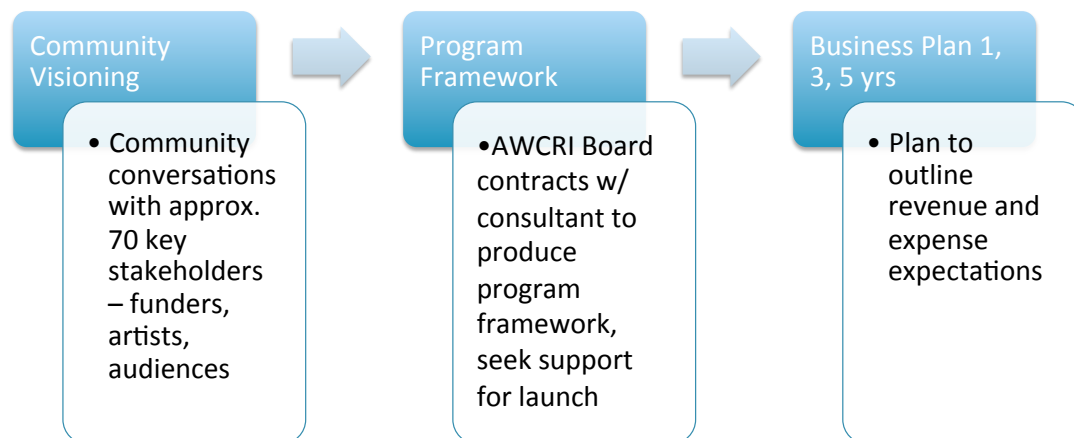 Community
Visioning
• Community
conversations
with approx.
70 key
stakeholders
– funders,
artists,
audiences
Program
Framework
•AWCRI Board
contracts w/
consultant to
produce
program
framework,
seek support
for launch
Business Plan 1,
3, 5 yrs
• Plan to
outline
revenue and
expense
expectations